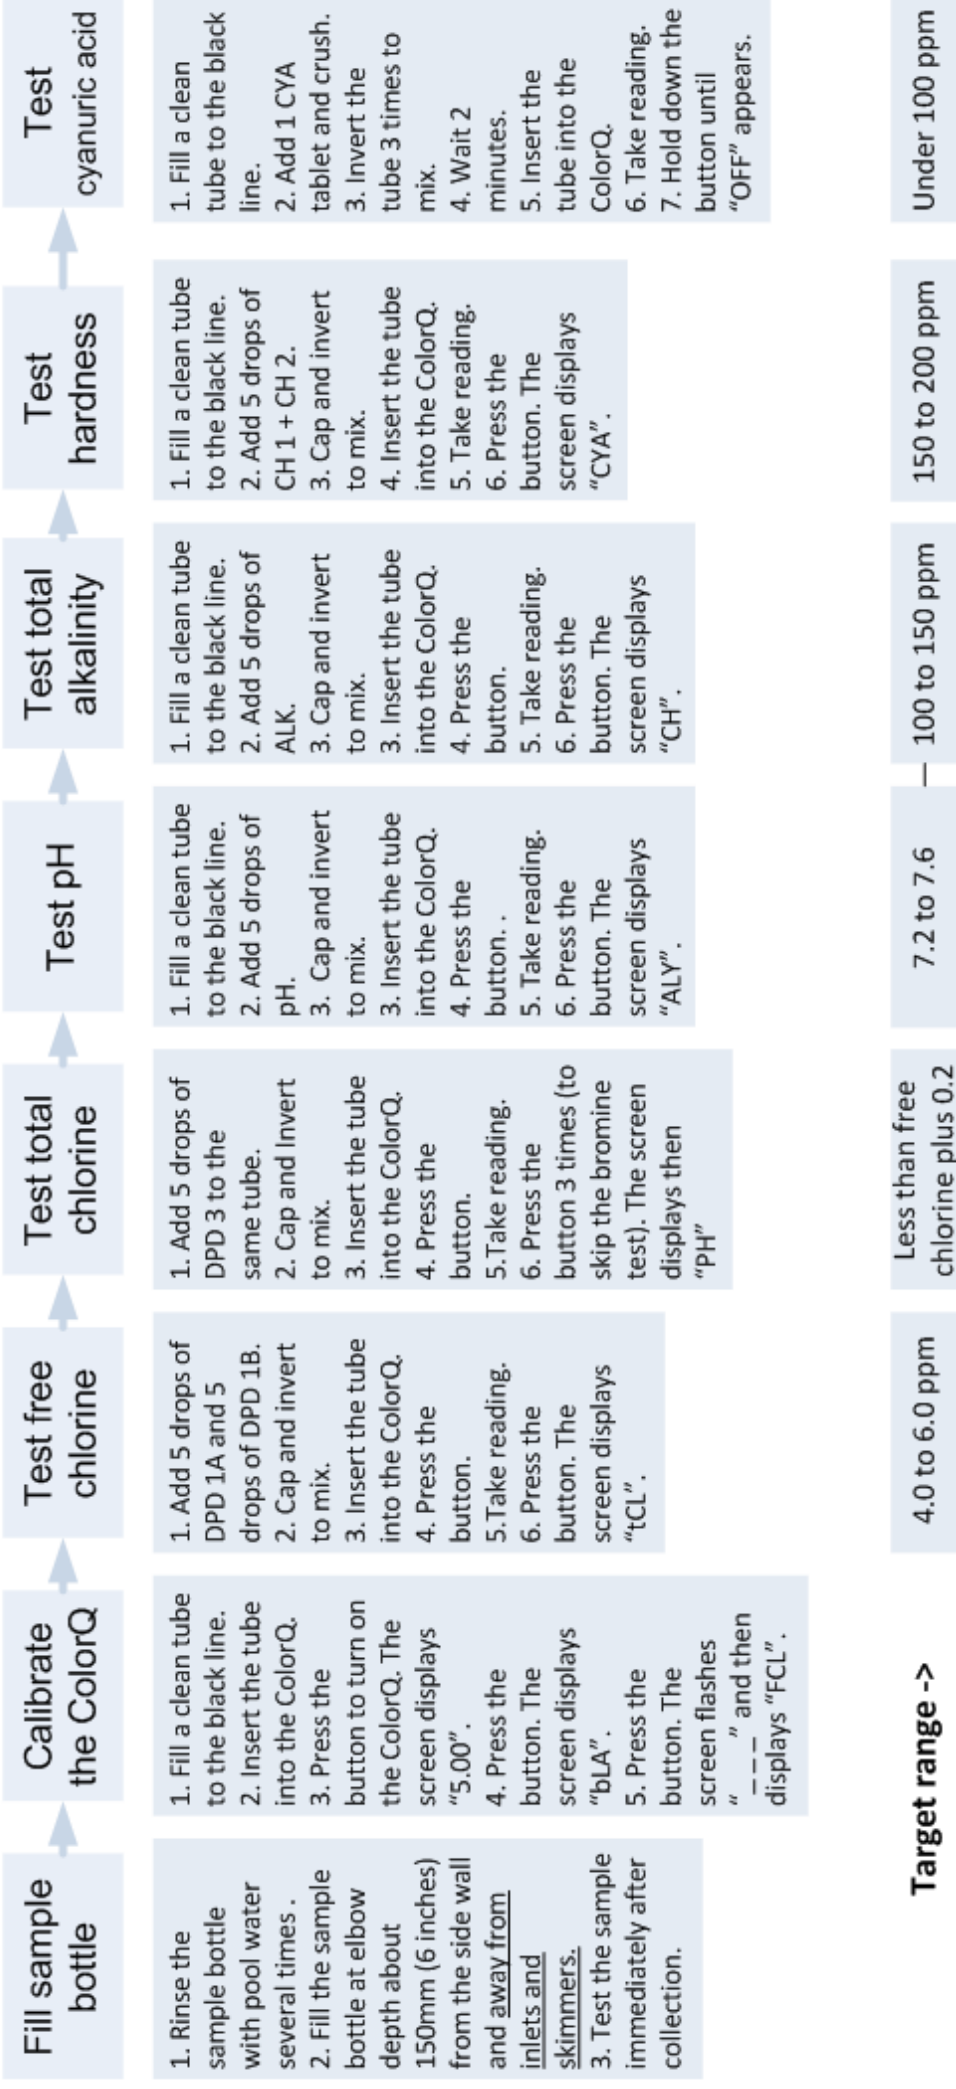 Fill sample
bottle
1. Rinse the
sample bottle
with pool water
several times .
2. Fill the sample
bottle at elbow
depth about
150mm (6 inches)
from the side wall
and away from
inlets and
skimmers.
3. Test the sample
immediately after
collection.
Calibrate
the ColorQ
1. Fill a clean tube
to the black line.
2. Insert the tube
into the ColorQ.
3. Press the
button to turn on
the ColorQ. The
screen displays
“5.00”.
4. Press the
button. The
screen displays
“bLA”.
5. Press the
button. The
screen flashes
“ _ _ _ ” and then
displays “FCL”.
Test free
chlorine
1. Add 5 drops of
DPD 1A and 5
drops of DPD 1B.
2. Cap and invert
to mix.
3. Insert the tube
into the ColorQ.
4. Press the
button.
5.Take reading.
6. Press the
button. The
screen displays
“tCL”.
Test total
chlorine
1. Add 5 drops of
DPD 3 to the
same tube.
2. Cap and Invert
to mix.
3. Insert the tube
into the ColorQ.
4. Press the
button.
5.Take reading.
6. Press the
button 3 times (to
skip the bromine
test). The screen
displays then
“PH”
Test pH
1. Fill a clean tube
to the black line.
2. Add 5 drops of
pH.
3. Cap and invert
to mix.
3. Insert the tube
into the ColorQ.
4. Press the
button. .
5. Take reading.
6. Press the
button. The
screen displays
“ALY”.
Test total
alkalinity
1. Fill a clean tube
to the black line.
2. Add 5 drops of
ALK.
3. Cap and invert
to mix.
3. Insert the tube
into the ColorQ.
4. Press the
button.
5. Take reading.
6. Press the
button. The
screen displays
“CH”.
Test
hardness
1. Fill a clean tube
to the black line.
2. Add 5 drops of
CH 1 + CH 2.
3. Cap and invert
to mix.
4. Insert the tube
into the ColorQ.
5. Take reading.
6. Press the
button. The
screen displays
“CYA”.
Test
cyanuric acid
1. Fill a clean
tube to the black
line.
2. Add 1 CYA
tablet and crush.
3. Invert the
tube 3 times to
mix.
4. Wait 2
minutes.
5. Insert the
tube into the
ColorQ.
6. Take reading.
7. Hold down the
button until
“OFF” appears.
Target range ->
4.0 to 6.0 ppm
Less than free
chlorine plus 0.2
7.2 to 7.6
—
100 to 150 ppm
150 to 200 ppm
Under 100 ppm